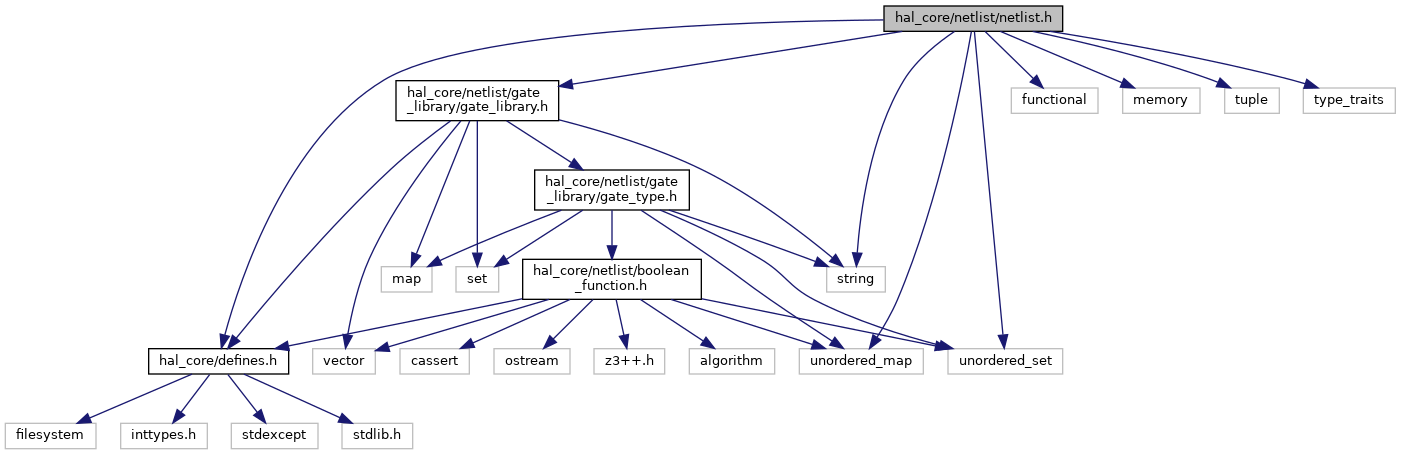 hal_core/netlist/netlist.h
hal_core/netlist/gate
_library/gate_library.h
functional
memory
tuple
type_traits
hal_core/netlist/gate
_library/gate_type.h
map
set
hal_core/netlist/boolean
_function.h
string
hal_core/defines.h
vector
cassert
ostream
z3++.h
algorithm
unordered_map
unordered_set
filesystem
inttypes.h
stdexcept
stdlib.h